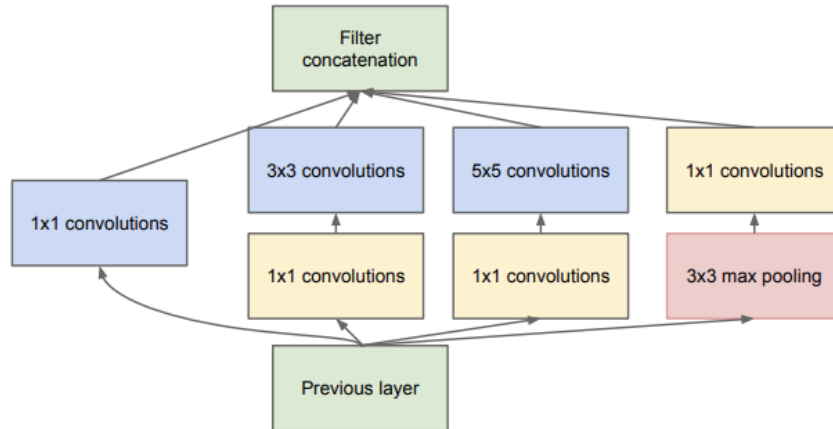 Filter
concatenation
3x3 convolutions
5x5 convolutions
1x1 convolutions
1x1 convolutions
1x1 convolutions
1x1 convolutions
3x3 max pooling
Previous layer